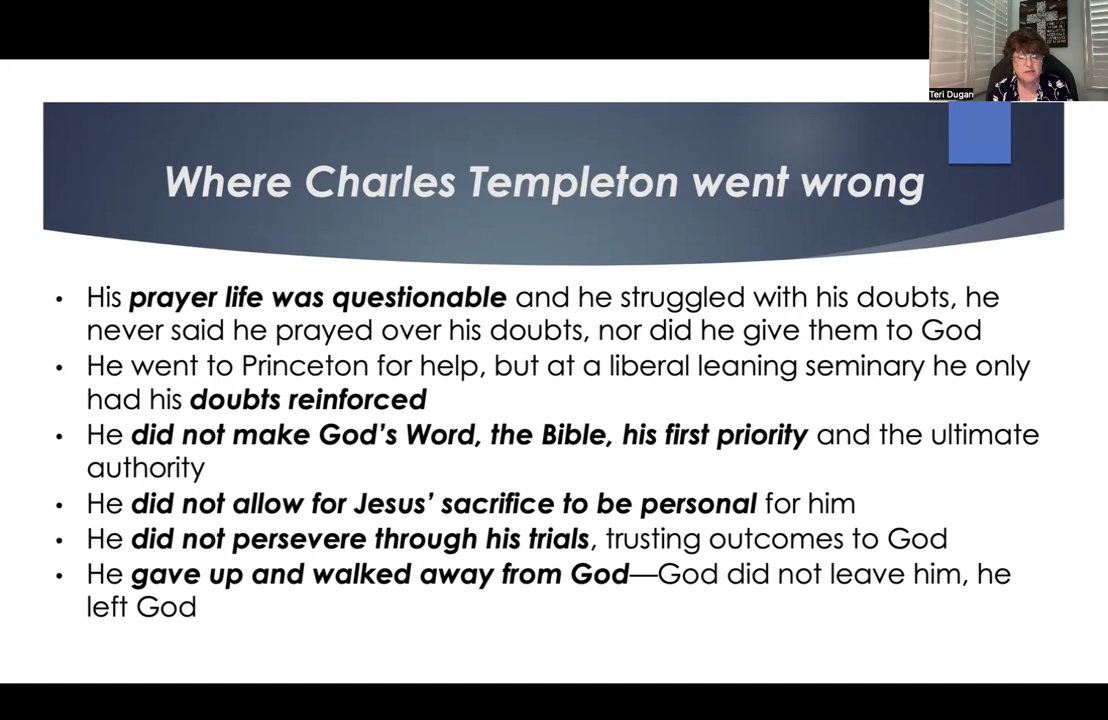 Teri Dugan
Where Charles Templeton went wrong
• His prayer life was questionable and he struggled with his doubts, he
never said he prayed over his doubts, nor did he give them to God
• He went to Princeton for help, but at a liberal leaning seminary he only
had his doubts reinforced
• He did not make God’s Word, the Bible, his first priority and the ultimate
authority
• He did not allow for Jesus’ sacrifice to be personal for him
• He did not persevere through his trials, trusting outcomes to God
• He gave up and walked away from God—God did not leave him, he
left God